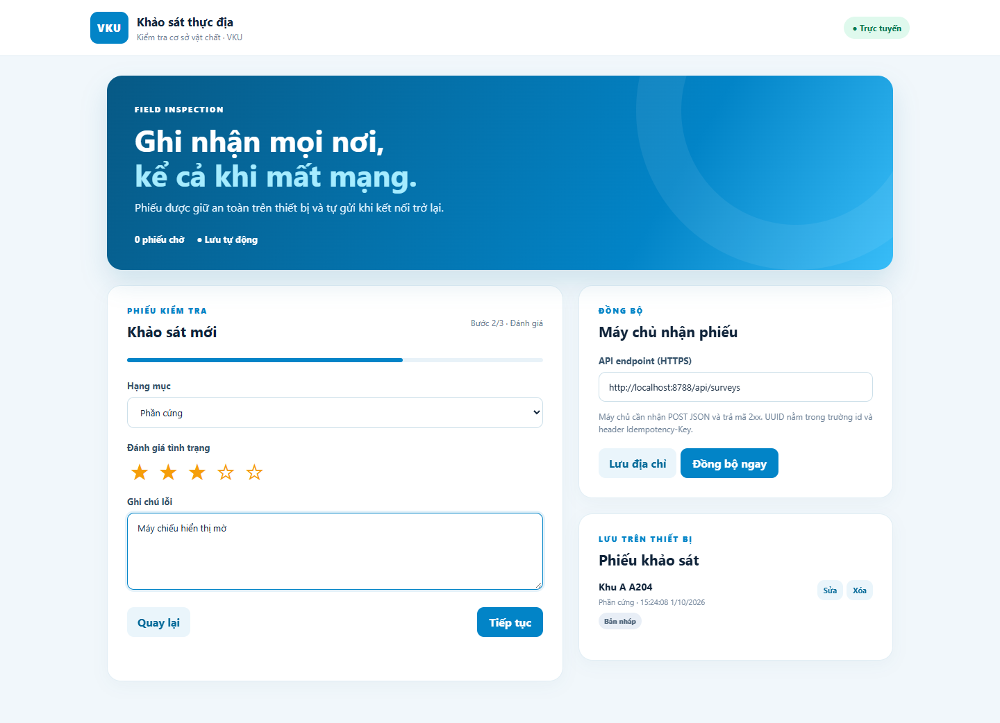 VKU
Khảo sát thực địa
Kiểm tra cơ sở vật chất · VKU
● Trực tuyến
FIELD INSPECTION
Ghi nhận mọi nơi,
kể cả khi mất mạng.
Phiếu được giữ an toàn trên thiết bị và tự gửi khi kết nối trở lại.
0 phiếu chờ ● Lưu tự động
PHIẾU KIỂM TRA
Khảo sát mới
Bước 2/3 · Đánh giá
Hạng mục
Phần cứng
Đánh giá tình trạng
★ ★ ★ ☆ ☆
Ghi chú lỗi
Máy chiếu hiển thị mờ
Quay lại
Tiếp tục
ĐỒNG BỘ
Máy chủ nhận phiếu
API endpoint (HTTPS)
http://localhost:8788/api/surveys
Máy chủ cần nhận POST JSON và trả mã 2xx. UUID nằm trong trường id và
header Idempotency-Key.
Lưu địa chỉ
Đồng bộ ngay
LƯU TRÊN THIẾT BỊ
Phiếu khảo sát
Khu A A204
Sửa
Xóa
Phần cứng · 15:24:08 1/10/2026
Bản nháp